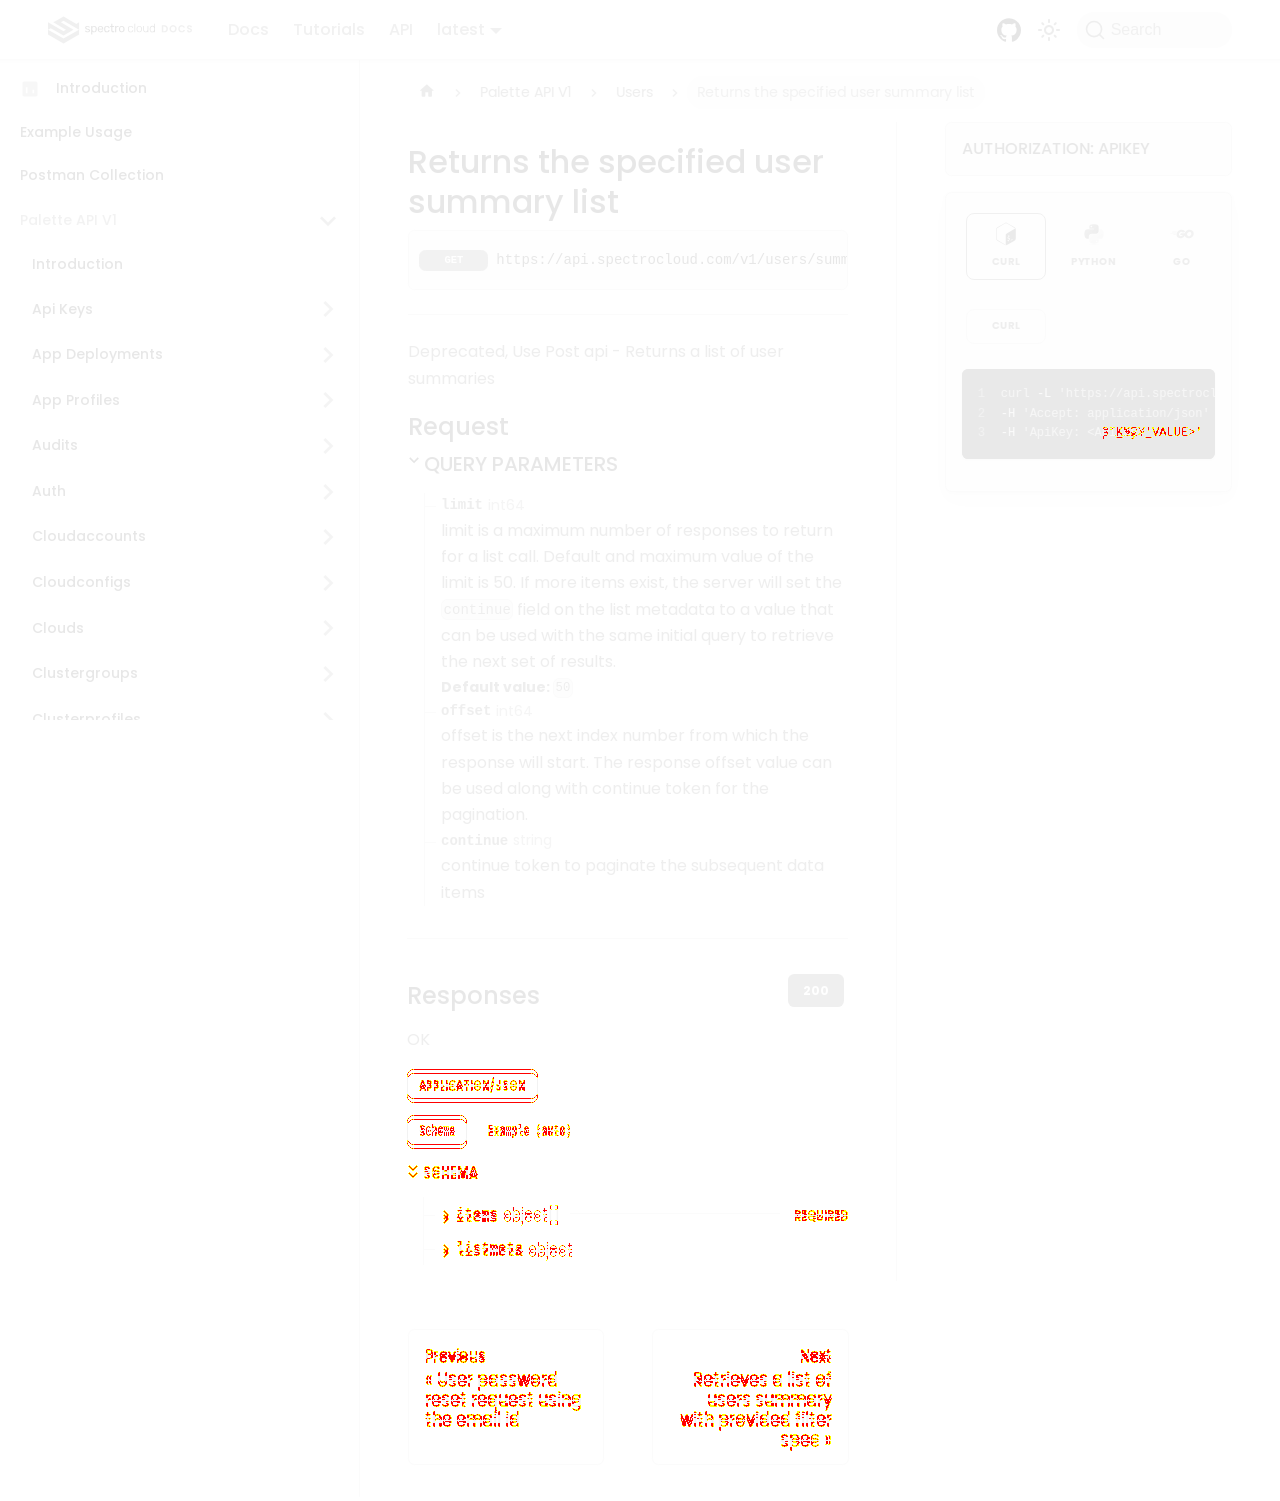 spectro cloud DOCS
Docs
Tutorials
API
latest
Search
Introduction
Example Usage
Postman Collection
Palette API V1
Introduction
Api Keys
App Deployments
App Profiles
Audits
Auth
Cloudaccounts
Cloudconfigs
Clouds
Clustergroups
Clusterprofiles
Palette API V1
Users
Returns the specified user summary list
Returns the specified user
summary list
GET https://api.spectrocloud.com/v1/users/summ
Deprecated, Use Post api - Returns a list of user
summaries
Request
QUERY PARAMETERS
limit int64
limit is a maximum number of responses to return
for a list call. Default and maximum value of the
limit is 50. If more items exist, the server will set the
continue field on the list metadata to a value that
can be used with the same initial query to retrieve
the next set of results.
Default value: 50
offset int64
offset is the next index number from which the
response will start. The response offset value can
be used along with continue token for the
pagination.
continue string
continue token to paginate the subsequent data
items
Responses
200
OK
APPLICATION/JSON
Schema
Example (auto)
SCHEMA
items object[]
REQUIRED
listmeta object
Previous
« User password
reset request using
the email id
Next
Retrieves a list of
users summary
with provided filter
spec »
AUTHORIZATION: APIKEY
CURL
PYTHON
GO
GO
CURL
1 curl -L 'https://api.spectrocl
2 -H 'Accept: application/json'
3 -H 'ApiKey: